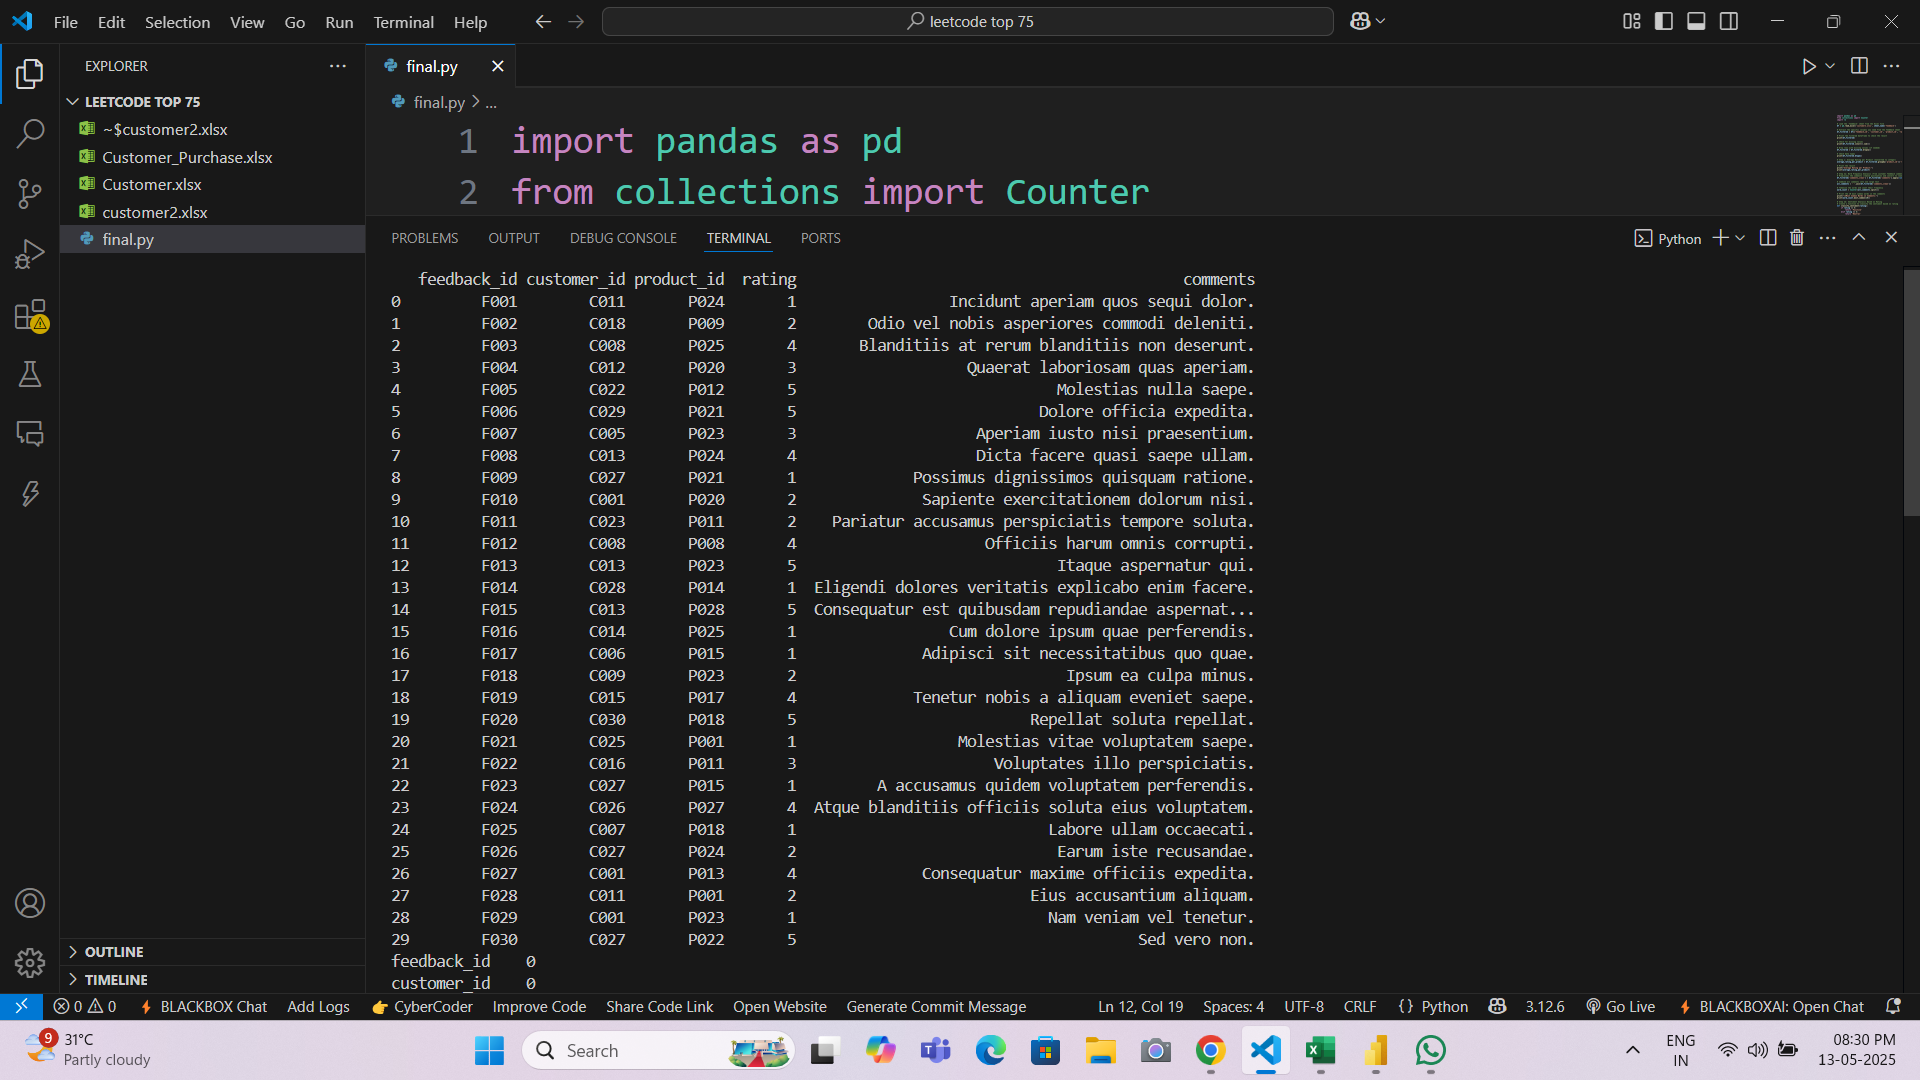 File Edit Selection View Go Run Terminal Help
leetcode top 75
EXPLORER
LEETCODE TOP 75
~$customer2.xlsx
Customer_Purchase.xlsx
Customer.xlsx
customer2.xlsx
final.py
OUTLINE
TIMELINE
final.py
final.py > ...
1 import pandas as pd
2 from collections import Counter
PROBLEMS OUTPUT DEBUG CONSOLE TERMINAL PORTS
Python
feedback_id customer_id product_id rating comments
0 F001 C011 P024 1 Incidunt aperiam quos sequi dolor.
1 F002 C018 P009 2 Odio vel nobis asperiores commodi deleniti.
2 F003 C008 P025 4 Blanditiis at rerum blanditiis non deserunt.
3 F004 C012 P020 3 Quaerat laboriosam quas aperiam.
4 F005 C022 P012 5 Molestias nulla saepe.
5 F006 C029 P021 5 Dolore officia expedita.
6 F007 C005 P023 3 Aperiam iusto nisi praesentium.
7 F008 C013 P024 4 Dicta facere quasi saepe ullam.
8 F009 C027 P021 1 Possimus dignissimos quisquam ratione.
9 F010 C001 P020 2 Sapiente exercitationem dolorum nisi.
10 F011 C023 P011 2 Pariatur accusamus perspiciatis tempore soluta.
11 F012 C008 P008 4 Officiis harum omnis corrupti.
12 F013 C013 P023 5 Itaque aspernatur qui.
13 F014 C028 P014 1 Eligendi dolores veritatis explicabo enim facere.
14 F015 C013 P028 5 Consequatur est quibusdam repudiandae aspernat...
15 F016 C014 P025 1 Cum dolore ipsum quae perferendis.
16 F017 C006 P015 1 Adipisci sit necessitatibus quo quae.
17 F018 C009 P023 2 Ipsum ea culpa minus.
18 F019 C015 P017 4 Tenetur nobis a aliquam eveniet saepe.
19 F020 C030 P018 5 Repellat soluta repellat.
20 F021 C025 P001 1 Molestias vitae voluptatem saepe.
21 F022 C016 P011 3 Voluptates illo perspiciatis.
22 F023 C027 P015 1 A accusamus quidem voluptatem perferendis.
23 F024 C026 P027 4 Atque blanditiis officiis soluta eius voluptatem.
24 F025 C007 P018 1 Labore ullam occaecati.
25 F026 C027 P024 2 Earum iste recusandae.
26 F027 C001 P013 4 Consequatur maxime officiis expedita.
27 F028 C011 P001 2 Eius accusantium aliquam.
28 F029 C001 P023 1 Nam veniam vel tenetur.
29 F030 C027 P022 5 Sed vero non.
feedback_id 0
customer_id 0
0 0 BLACKBOX Chat Add Logs CyberCoder Improve Code Share Code Link Open Website Generate Commit Message Ln 12, Col 19 Spaces: 4 UTF-8 CRLF {} Python 3.12.6 Go Live BLACKBOXAI: Open Chat
9 31°C
Partly cloudy
Search
ENG
IN
08:30 PM
13-05-2025